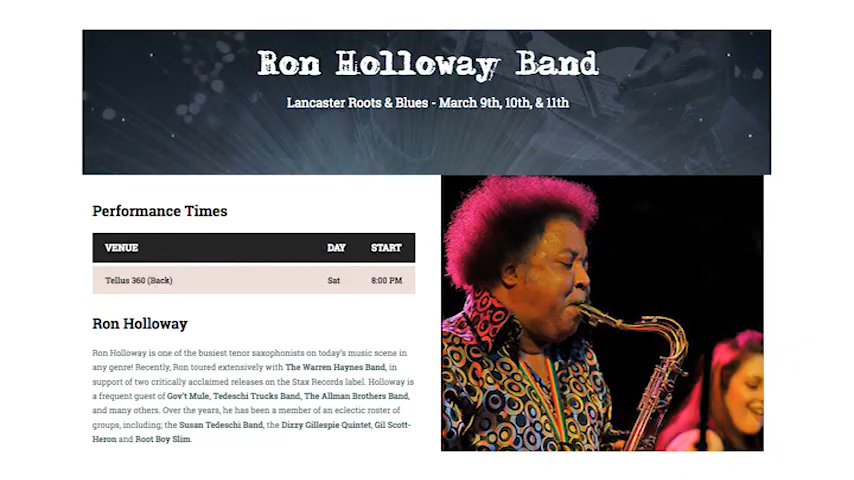 Ron Holloway Band
Lancaster Roots & Blues - March 9th, 10th, & 11th
Performance Times
VENUE DAY START
Tellus 360 (Back) Sat 8:00 PM
Ron Holloway
Ron Holloway is one of the busiest tenor saxophonists on today's music scene in
any genre! Recently, Ron toured extensively with The Warren Haynes Band, in
support of two critically acclaimed releases on the Stax Records label. Holloway is
a frequent guest of Gov't Mule, Tedeschi Trucks Band, The Allman Brothers Band,
and many others. Over the years, he has been a member of an eclectic roster of
groups, including; the Susan Tedeschi Band, the Dizzy Gillespie Quintet, Gil Scott-
Heron and Root Boy Slim.